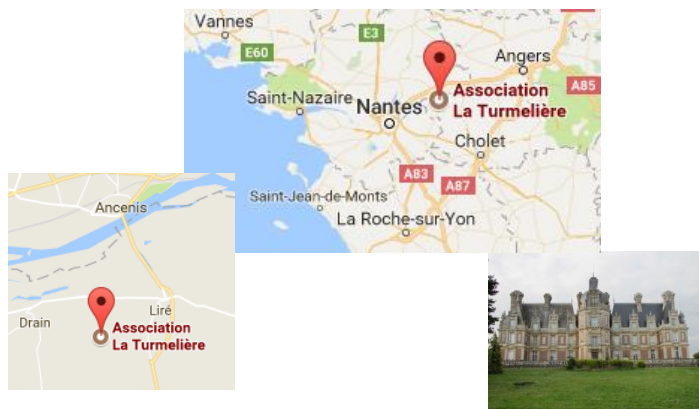 Vannes
E3
E60
Angers
A85
Association
La Turmelière
Saint-Nazaire
Nantes
Cholet
A83
A87
Saint-Jean-de-Monts
La Roche-sur-Yon
Ancenis
Liré
Drain
Association
La Turmelière